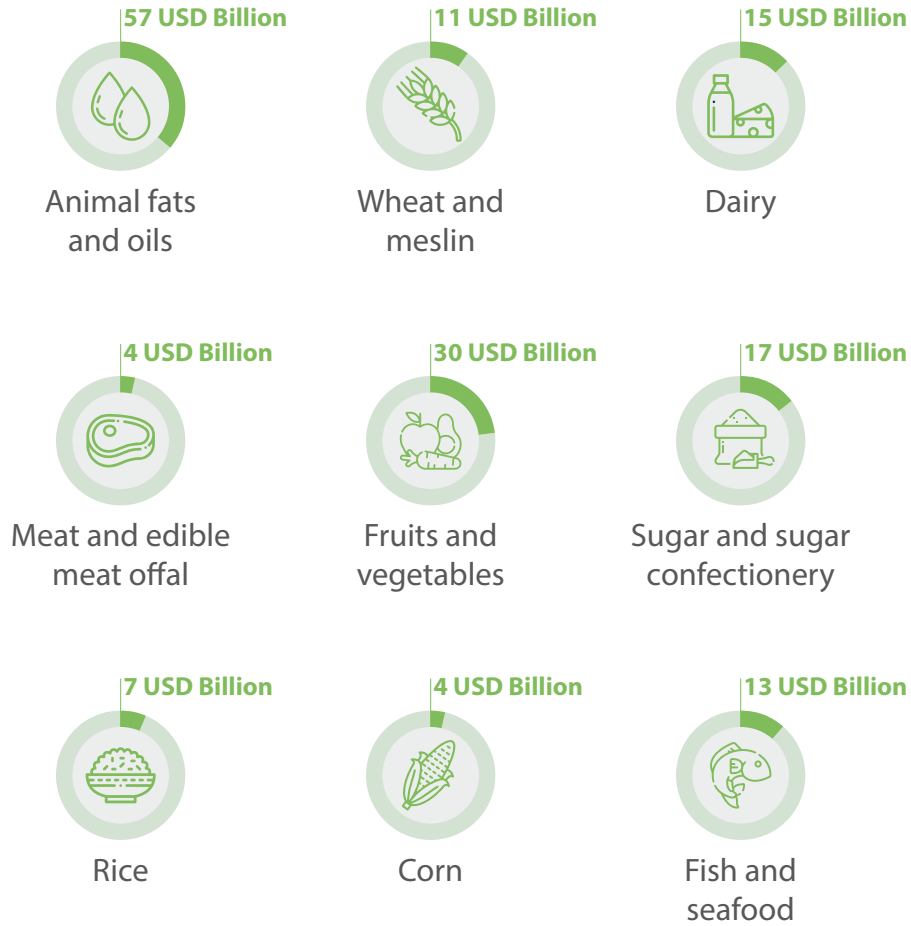 57 USD Billion
Animal fats
and oils
11 USD Billion
Wheat and
meslin
15 USD Billion
Dairy
4 USD Billion
Meat and edible
meat offal
30 USD Billion
Fruits and
vegetables
17 USD Billion
Sugar and sugar
confectionery
7 USD Billion
Rice
4 USD Billion
Corn
13 USD Billion
Fish and
seafood